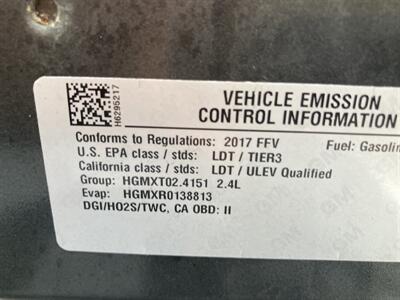 H6295217
VEHICLE EMISSION
CONTROL INFORMATION
Conforms to Regulations: 2017 FFV Fuel: Gasolin
U.S. EPA class / stds: LDT / TIER3
California class / stds: LDT / ULEV Qualified
Group: HGMXT02.4151 2.4L
Evap: HGMXR0138813
DGI/HO2S/TWC, CA OBD: II